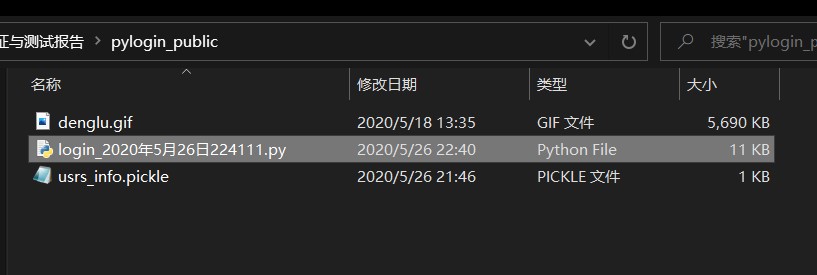 证与测试报告 > pylogin_public 搜索"pylogin_p
名称 修改日期 类型 大小
denglu.gif 2020/5/18 13:35 GIF 文件 5,690 KB
login_2020年5月26日224111.py 2020/5/26 22:40 Python File 11 KB
usrs_info.pickle 2020/5/26 21:46 PICKLE 文件 1 KB